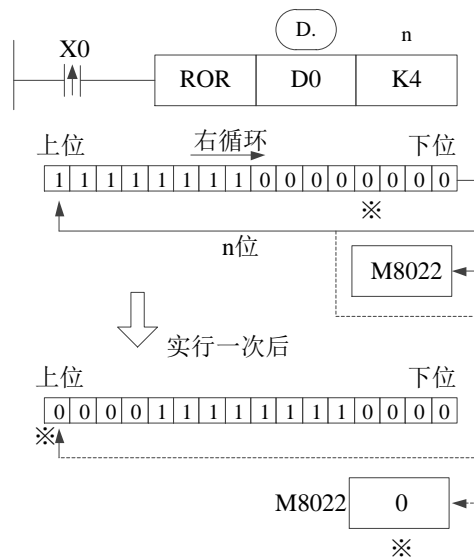 D.
n
X0
ROR D0 K4
上位 右循环 下位
1 1 1 1 1 1 1 1 0 0 0 0 0 0 0 0
※
n位
M8022
实行一次后
上位 下位
0 0 0 0 1 1 1 1 1 1 1 1 0 0 0 0
※
M8022 0
※